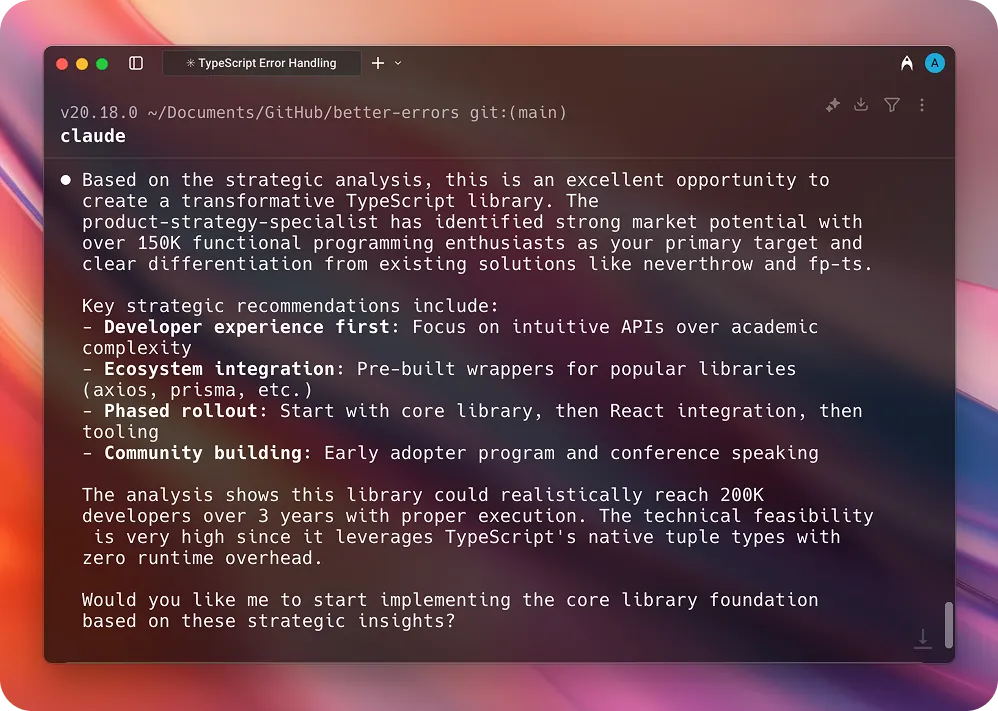 ✳ TypeScript Error Handling
A
v20.18.0 ~/Documents/GitHub/better-errors git:(main)
claude
● Based on the strategic analysis, this is an excellent opportunity to
create a transformative TypeScript library. The
product-strategy-specialist has identified strong market potential with
over 150K functional programming enthusiasts as your primary target and
clear differentiation from existing solutions like neverthrow and fp-ts.
Key strategic recommendations include:
- Developer experience first: Focus on intuitive APIs over academic
complexity
- Ecosystem integration: Pre-built wrappers for popular libraries
(axios, prisma, etc.)
- Phased rollout: Start with core library, then React integration, then
tooling
- Community building: Early adopter program and conference speaking
The analysis shows this library could realistically reach 200K
developers over 3 years with proper execution. The technical feasibility
is very high since it leverages TypeScript's native tuple types with
zero runtime overhead.
Would you like me to start implementing the core library foundation
based on these strategic insights?